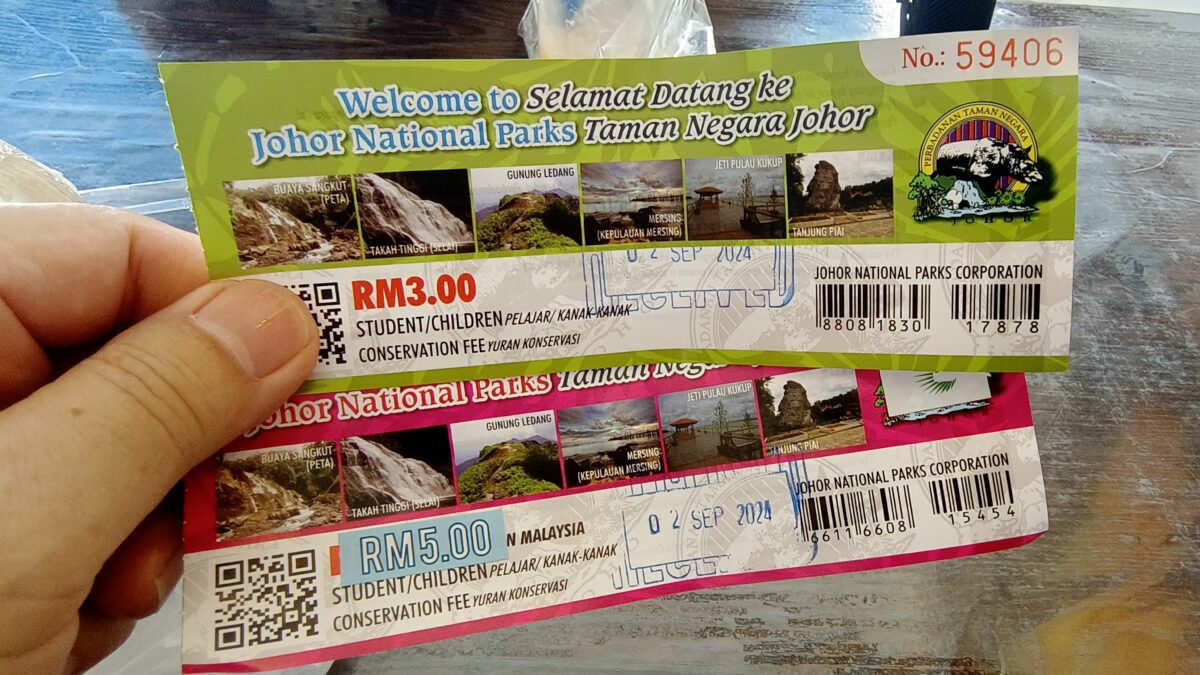 No.: 59406
Welcome to Selamat Datang ke
Johor National Parks Taman Negara Johor
PERBADANAN TAMAN NEGARA
JOHOR
BUAYA SANGKUT
(PETA)
TAKAH TINGGI (SELAI)
GUNUNG LEDANG
MERSING
(KEPULAUAN MERSING)
JETI PULAU KUKUP
TANJUNG PIAI
02 SEP 2024
RM3.00
STUDENT/CHILDREN PELAJAR/ KANAK-KANAK
CONSERVATION FEE YURAN KONSERVASI
JOHOR NATIONAL PARKS CORPORATION
8808 1830 17878
Johor National Parks Taman
BUAYA SANGKUT
(PETA)
TAKAH TINGGI (SELAI)
GUNUNG LEDANG
MERSING
(KEPULAUAN MERSING)
JETI PULAU KUKUP
TANJUNG PIAI
02 SEP 2024
RM5.00
N MALAYSIA
STUDENT/CHILDREN PELAJAR/ KANAK-KANAK
CONSERVATION FEE YURAN KONSERVASI
JOHOR NATIONAL PARKS CORPORATION
6611 6608 15454